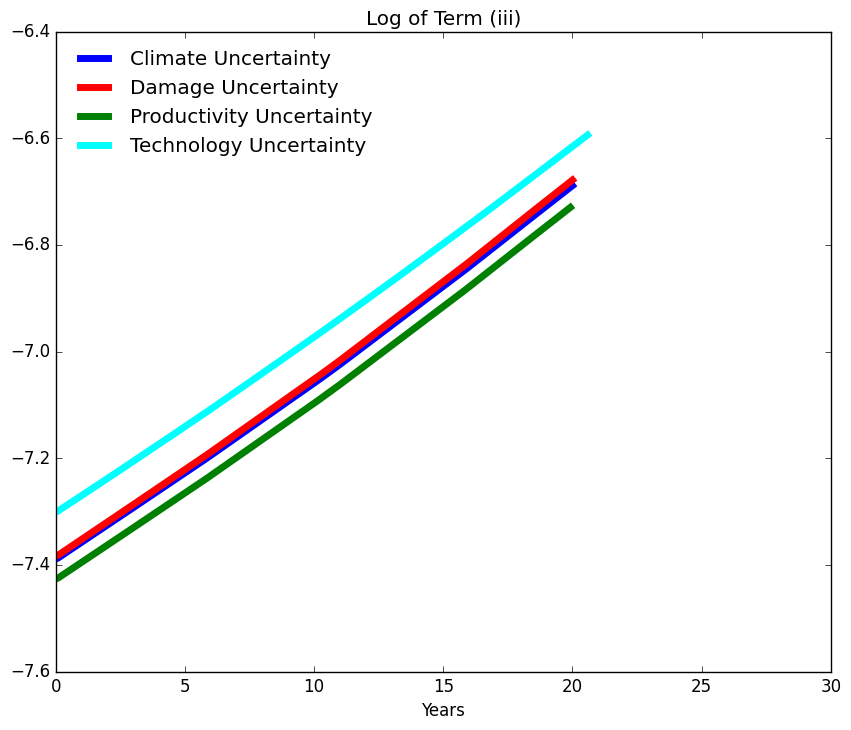 Log of Term (iii)
−6.4
Climate Uncertainty
Damage Uncertainty
Productivity Uncertainty
Technology Uncertainty
−6.6
−6.8
−7.0
−7.2
−7.4
−7.6
0 5 10 15 20 25 30
Years